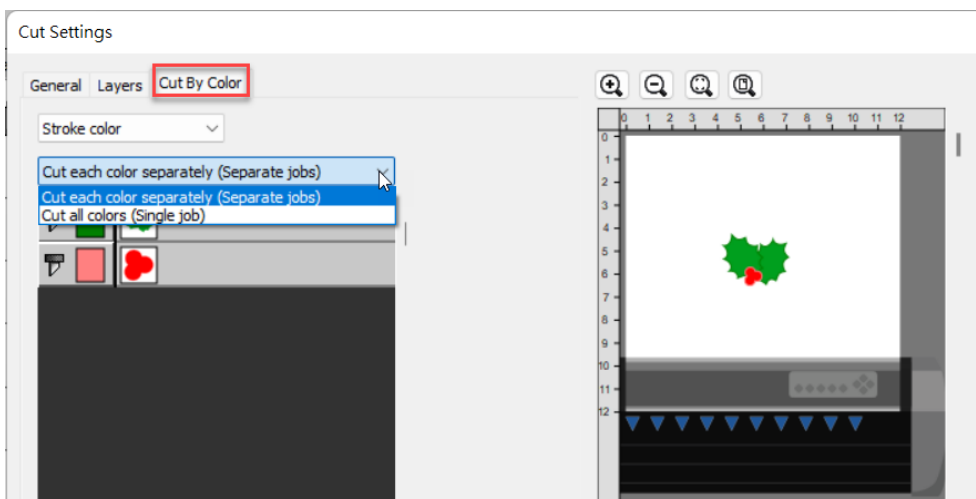 Cut Settings
General Layers Cut By Color
Stroke color
Cut each color separately (Separate jobs)
Cut each color separately (Separate jobs)
Cut all colors (Single job)
0 1 2 3 4 5 6 7 8 9 10 11 12
0
1
2
3
4
5
6
7
8
9
10
11
12